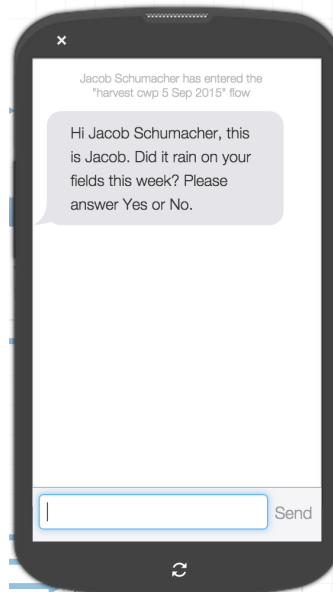 Jacob Schumacher has entered the
"harvest cwp 5 Sep 2015" flow
Hi Jacob Schumacher, this
is Jacob. Did it rain on your
fields this week? Please
answer Yes or No.
Send